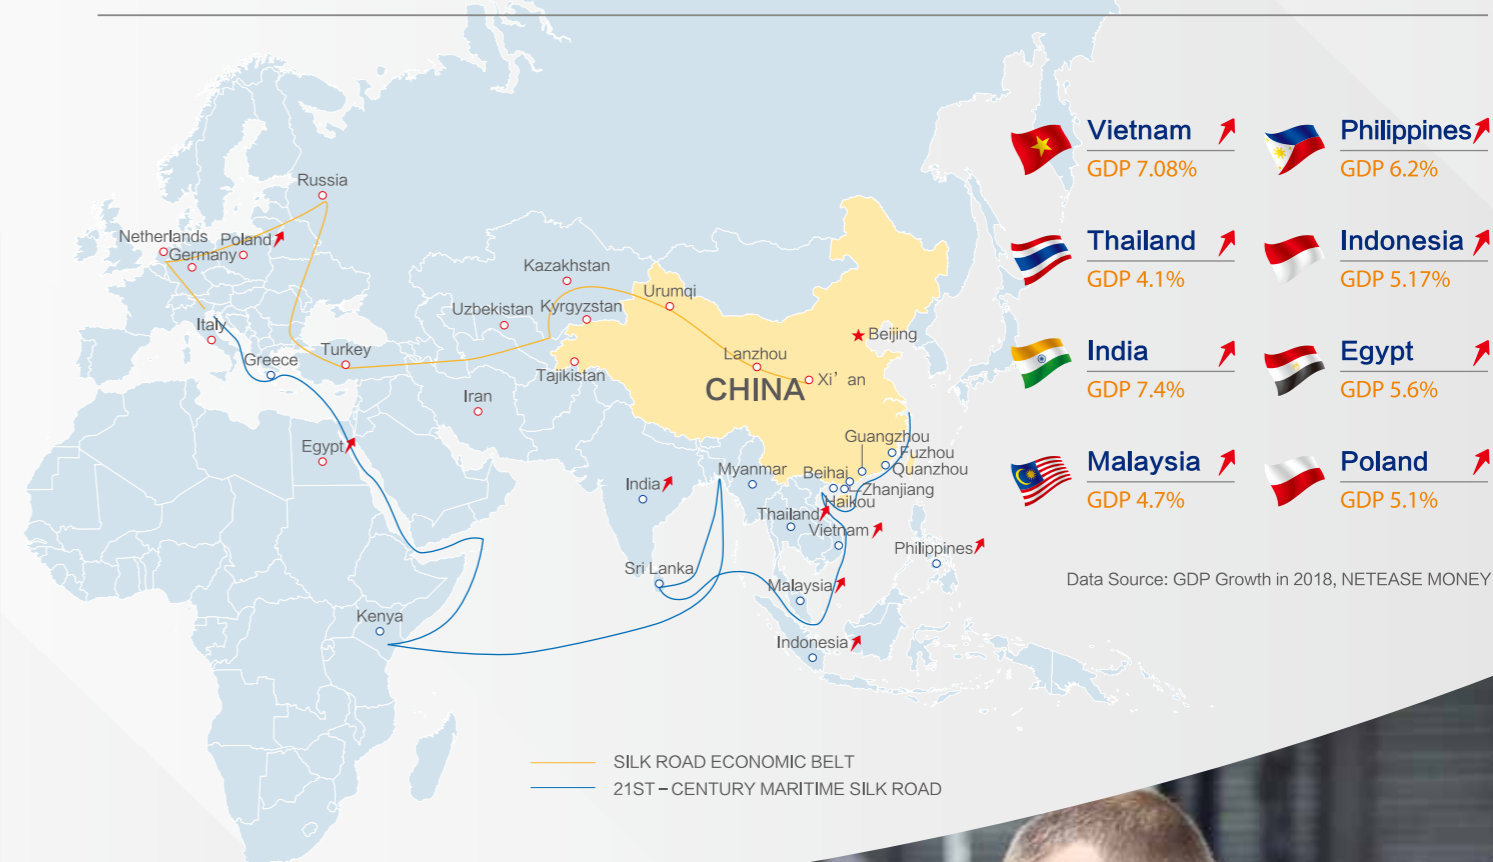 Russia
Netherlands
Poland
Germany
Kazakhstan
Urumqi
Uzbekistan
Kyrgyzstan
Italy
Beijing
Greece
Turkey
Lanzhou
Tajikistan
CHINA
Xi’an
Iran
Egypt
Guangzhou
Fuzhou
Myanmar
Beihai
Quanzhou
India
Zhanjiang
Haikou
Thailand
Vietnam
Philippines
Sri Lanka
Malaysia
Kenya
Indonesia
SILK ROAD ECONOMIC BELT
21ST–CENTURY MARITIME SILK ROAD
Vietnam
GDP 7.08%
Philippines
GDP 6.2%
Thailand
GDP 4.1%
Indonesia
GDP 5.17%
India
GDP 7.4%
Egypt
GDP 5.6%
Malaysia
GDP 4.7%
Poland
GDP 5.1%
Data Source: GDP Growth in 2018, NETEASE MONEY